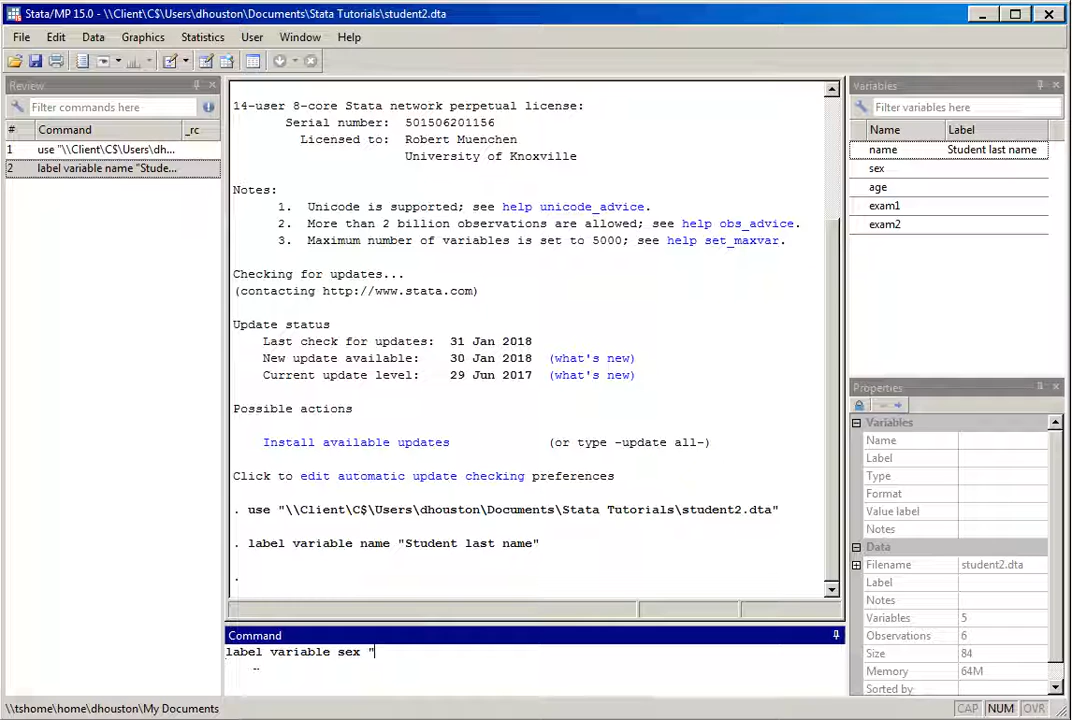 Stata/MP 15.0 - \\Client\C$\Users\dhouston\Documents\Stata Tutorials\student2.dta
File Edit Data Graphics Statistics User Window Help
Review
Filter commands here
# Command _rc
1 use "\\Client\C$\Users\dh...
2 label variable name "Stude...
14-user 8-core Stata network perpetual license:
Serial number: 501506201156
Licensed to: Robert Muenchen
University of Knoxville
Notes:
1. Unicode is supported; see help unicode_advice.
2. More than 2 billion observations are allowed; see help obs_advice.
3. Maximum number of variables is set to 5000; see help set_maxvar.
Checking for updates...
(contacting http://www.stata.com)
Update status
Last check for updates: 31 Jan 2018
New update available: 30 Jan 2018 (what's new)
Current update level: 29 Jun 2017 (what's new)
Possible actions
Install available updates (or type -update all-)
Click to edit automatic update checking preferences
. use "\\Client\C$\Users\dhouston\Documents\Stata Tutorials\student2.dta"
. label variable name "Student last name"
.
Command
label variable sex "
Variables
Filter variables here
Name Label
name Student last name
sex
age
exam1
exam2
Properties
Variables
Name
Label
Type
Format
Value label
Notes
Data
Filename student2.dta
Label
Notes
Variables 5
Observations 6
Size 84
Memory 64M
Sorted by
\\tshome\home\dhouston\My Documents
CAP NUM OVR